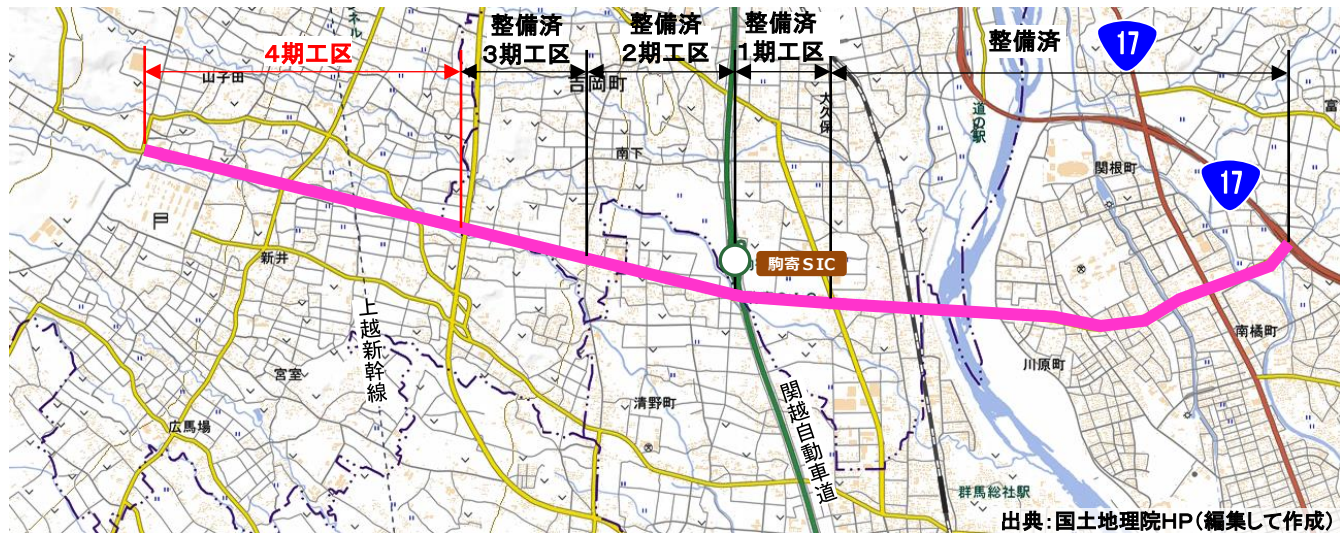 整備済
3期工区
整備済
2期工区
整備済
1期工区
整備済
17
4期工区
山子田
吉岡町
大久保
道の駅
富
南下
関根町
17
新井
駒寄SIC
上越新幹線
宮室
南橘町
川原町
関越自動車道
清野町
広馬場
群馬総社駅
出典:国土地理院HP(編集して作成)